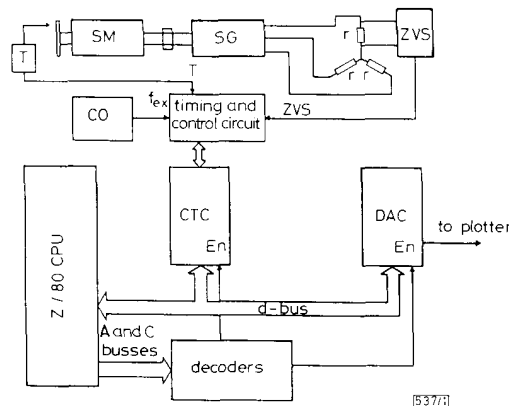 T
SM
SG
r
r
r
ZVS
T
f_ex
timing and
control circuit
ZVS
CO
CTC
En
DAC
En
to plotter
Z / 80 CPU
d-bus
A and C
busses
decoders
537/1